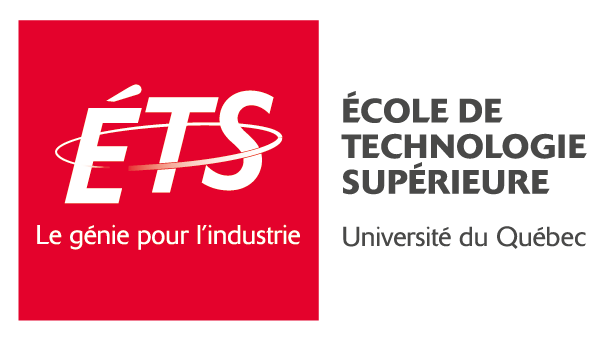 ÉTS
Le génie pour l'industrie
ÉCOLE DE
TECHNOLOGIE
SUPÉRIEURE
Université du Québec